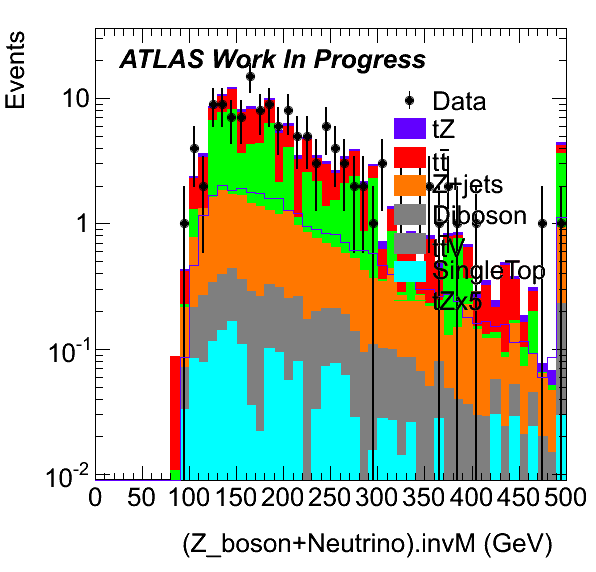 Events
ATLAS Work In Progress
10
1
10-1
10-2
Data
tZ
tt̄
Z+jets
Diboson
tt̄V
SingleTop
tZx5
0 50 100 150 200 250 300 350 400 450 500
(Z_boson+Neutrino).invM (GeV)